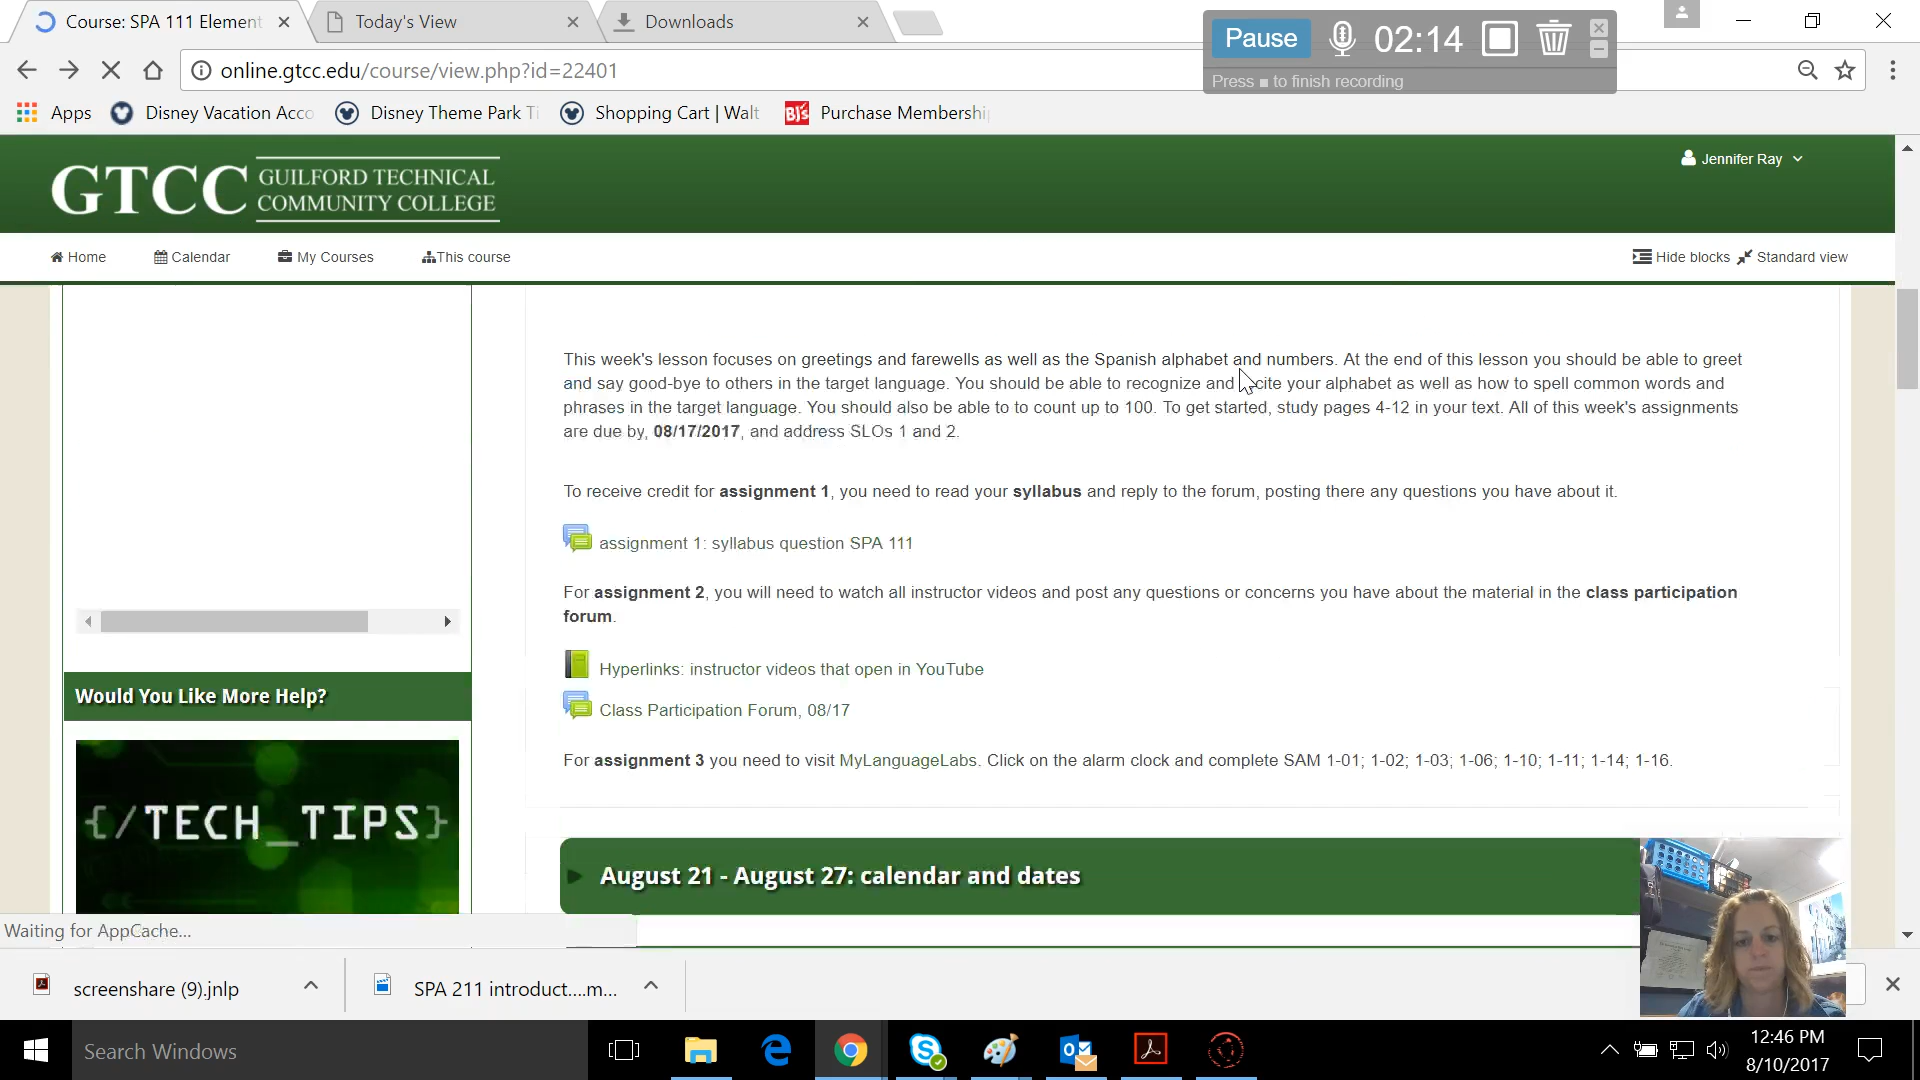 Course: SPA 111 Element
Today's View
Downloads
Pause
02:14
Press ■ to finish recording
online.gtcc.edu/course/view.php?id=22401
Apps
Disney Vacation Acco
Disney Theme Park Ti
Shopping Cart | Walt
BJ's
Purchase Membershi
GTCC
GUILFORD TECHNICAL
COMMUNITY COLLEGE
Jennifer Ray
Home
Calendar
My Courses
This course
Hide blocks
Standard view
This week's lesson focuses on greetings and farewells as well as the Spanish alphabet and numbers. At the end of this lesson you should be able to greet
and say good-bye to others in the target language. You should be able to recognize and recite your alphabet as well as how to spell common words and
phrases in the target language. You should also be able to to count up to 100. To get started, study pages 4-12 in your text. All of this week's assignments
are due by, 08/17/2017, and address SLOs 1 and 2.
To receive credit for assignment 1, you need to read your syllabus and reply to the forum, posting there any questions you have about it.
assignment 1: syllabus question SPA 111
For assignment 2, you will need to watch all instructor videos and post any questions or concerns you have about the material in the class participation
forum.
Hyperlinks: instructor videos that open in YouTube
Class Participation Forum, 08/17
For assignment 3 you need to visit MyLanguageLabs. Click on the alarm clock and complete SAM 1-01; 1-02; 1-03; 1-06; 1-10; 1-11; 1-14; 1-16.
Would You Like More Help?
{/TECH_TIPS}
August 21 - August 27: calendar and dates
Waiting for AppCache...
screenshare (9).jnlp
SPA 211 introduct....m...
Search Windows
12:46 PM
8/10/2017